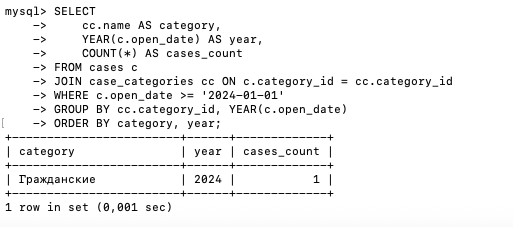 mysql> SELECT
    ->     cc.name AS category,
    ->     YEAR(c.open_date) AS year,
    ->     COUNT(*) AS cases_count
    -> FROM cases c
    -> JOIN case_categories cc ON c.category_id = cc.category_id
    -> WHERE c.open_date >= '2024-01-01'
    -> GROUP BY cc.category_id, YEAR(c.open_date)
[    -> ORDER BY category, year;
+------------------------+------+-------------+
| category               | year | cases_count |
+------------------------+------+-------------+
| Гражданские            | 2024 |           1 |
+------------------------+------+-------------+
1 row in set (0,001 sec)